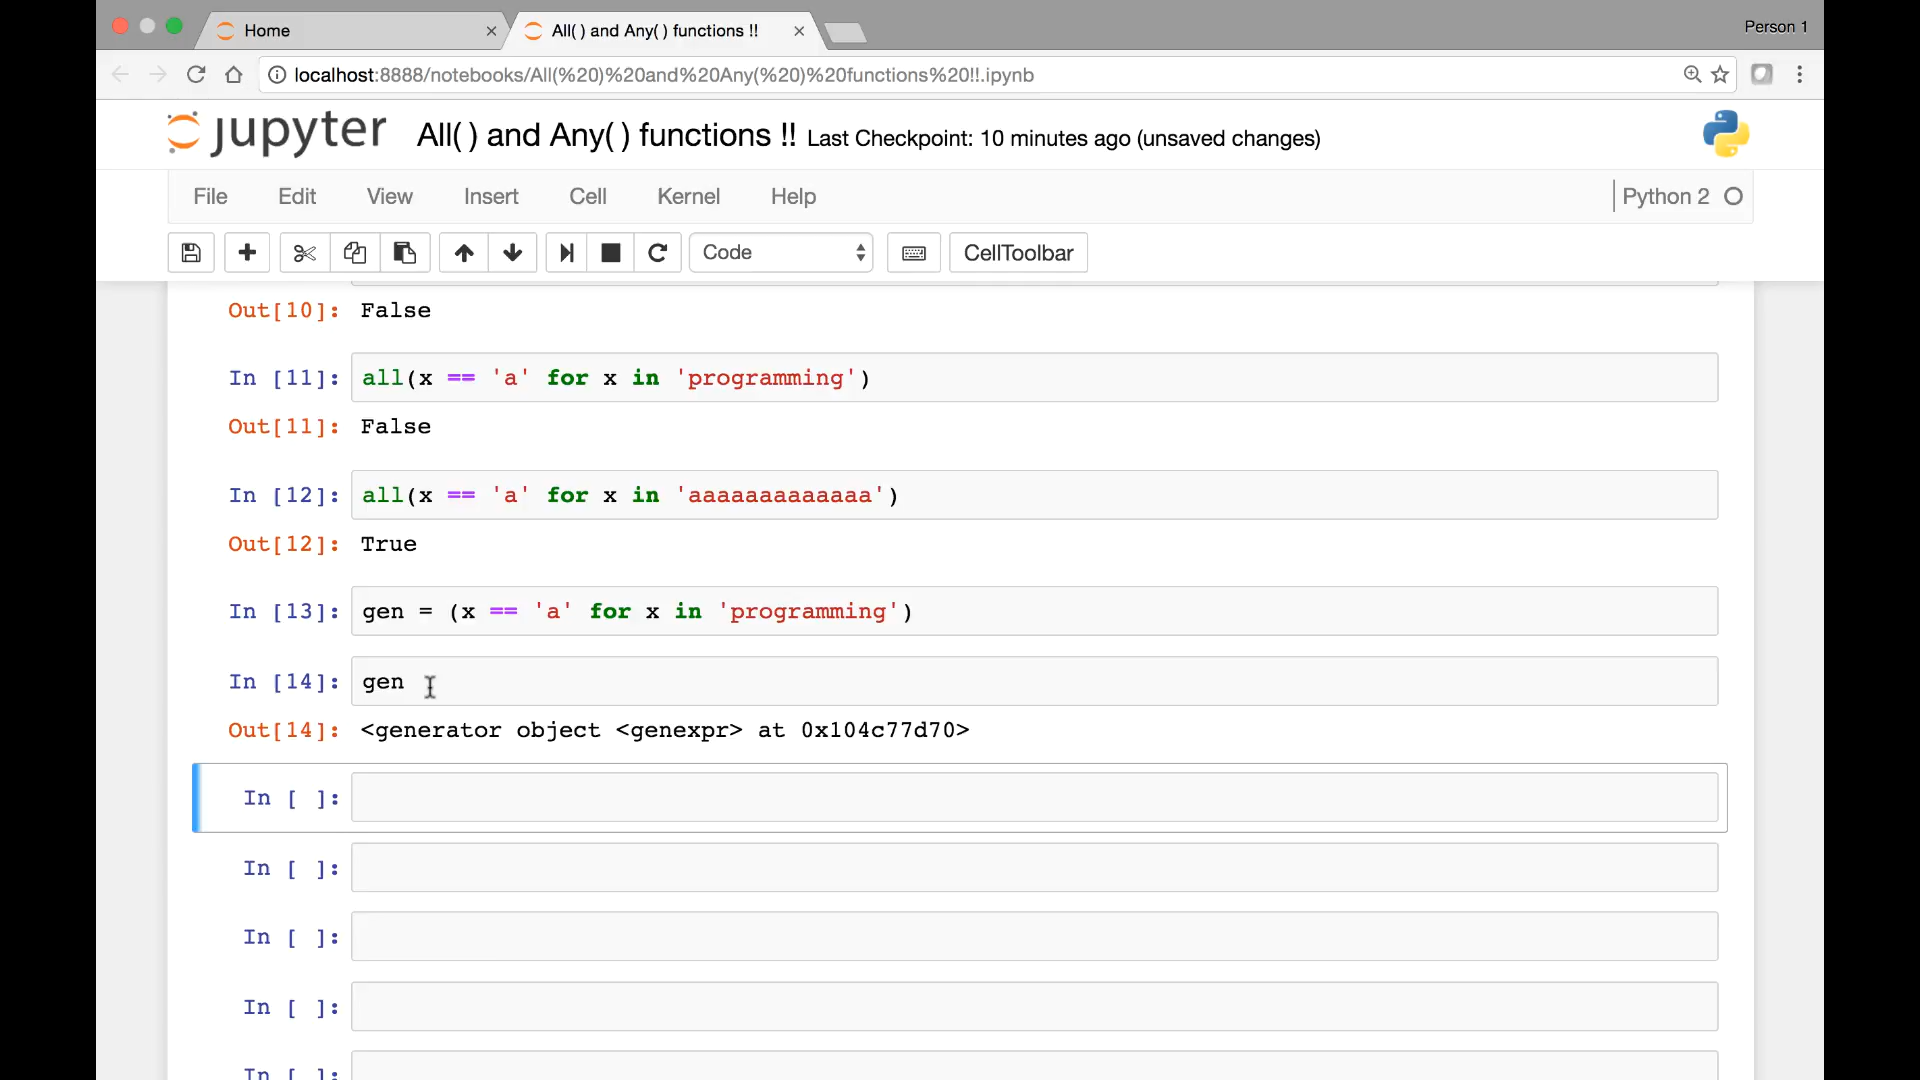 Home
All( ) and Any( ) functions !!
Person 1
localhost:8888/notebooks/All(%20)%20and%20Any(%20)%20functions%20!!.ipynb
jupyter All( ) and Any( ) functions !! Last Checkpoint: 10 minutes ago (unsaved changes)
File Edit View Insert Cell Kernel Help Python 2
Code CellToolbar
Out[10]: False
In [11]: all(x == 'a' for x in 'programming')
Out[11]: False
In [12]: all(x == 'a' for x in 'aaaaaaaaaaaaa')
Out[12]: True
In [13]: gen = (x == 'a' for x in 'programming')
In [14]: gen
Out[14]: <generator object <genexpr> at 0x104c77d70>
In [ ]:
In [ ]:
In [ ]:
In [ ]:
In [ ]: